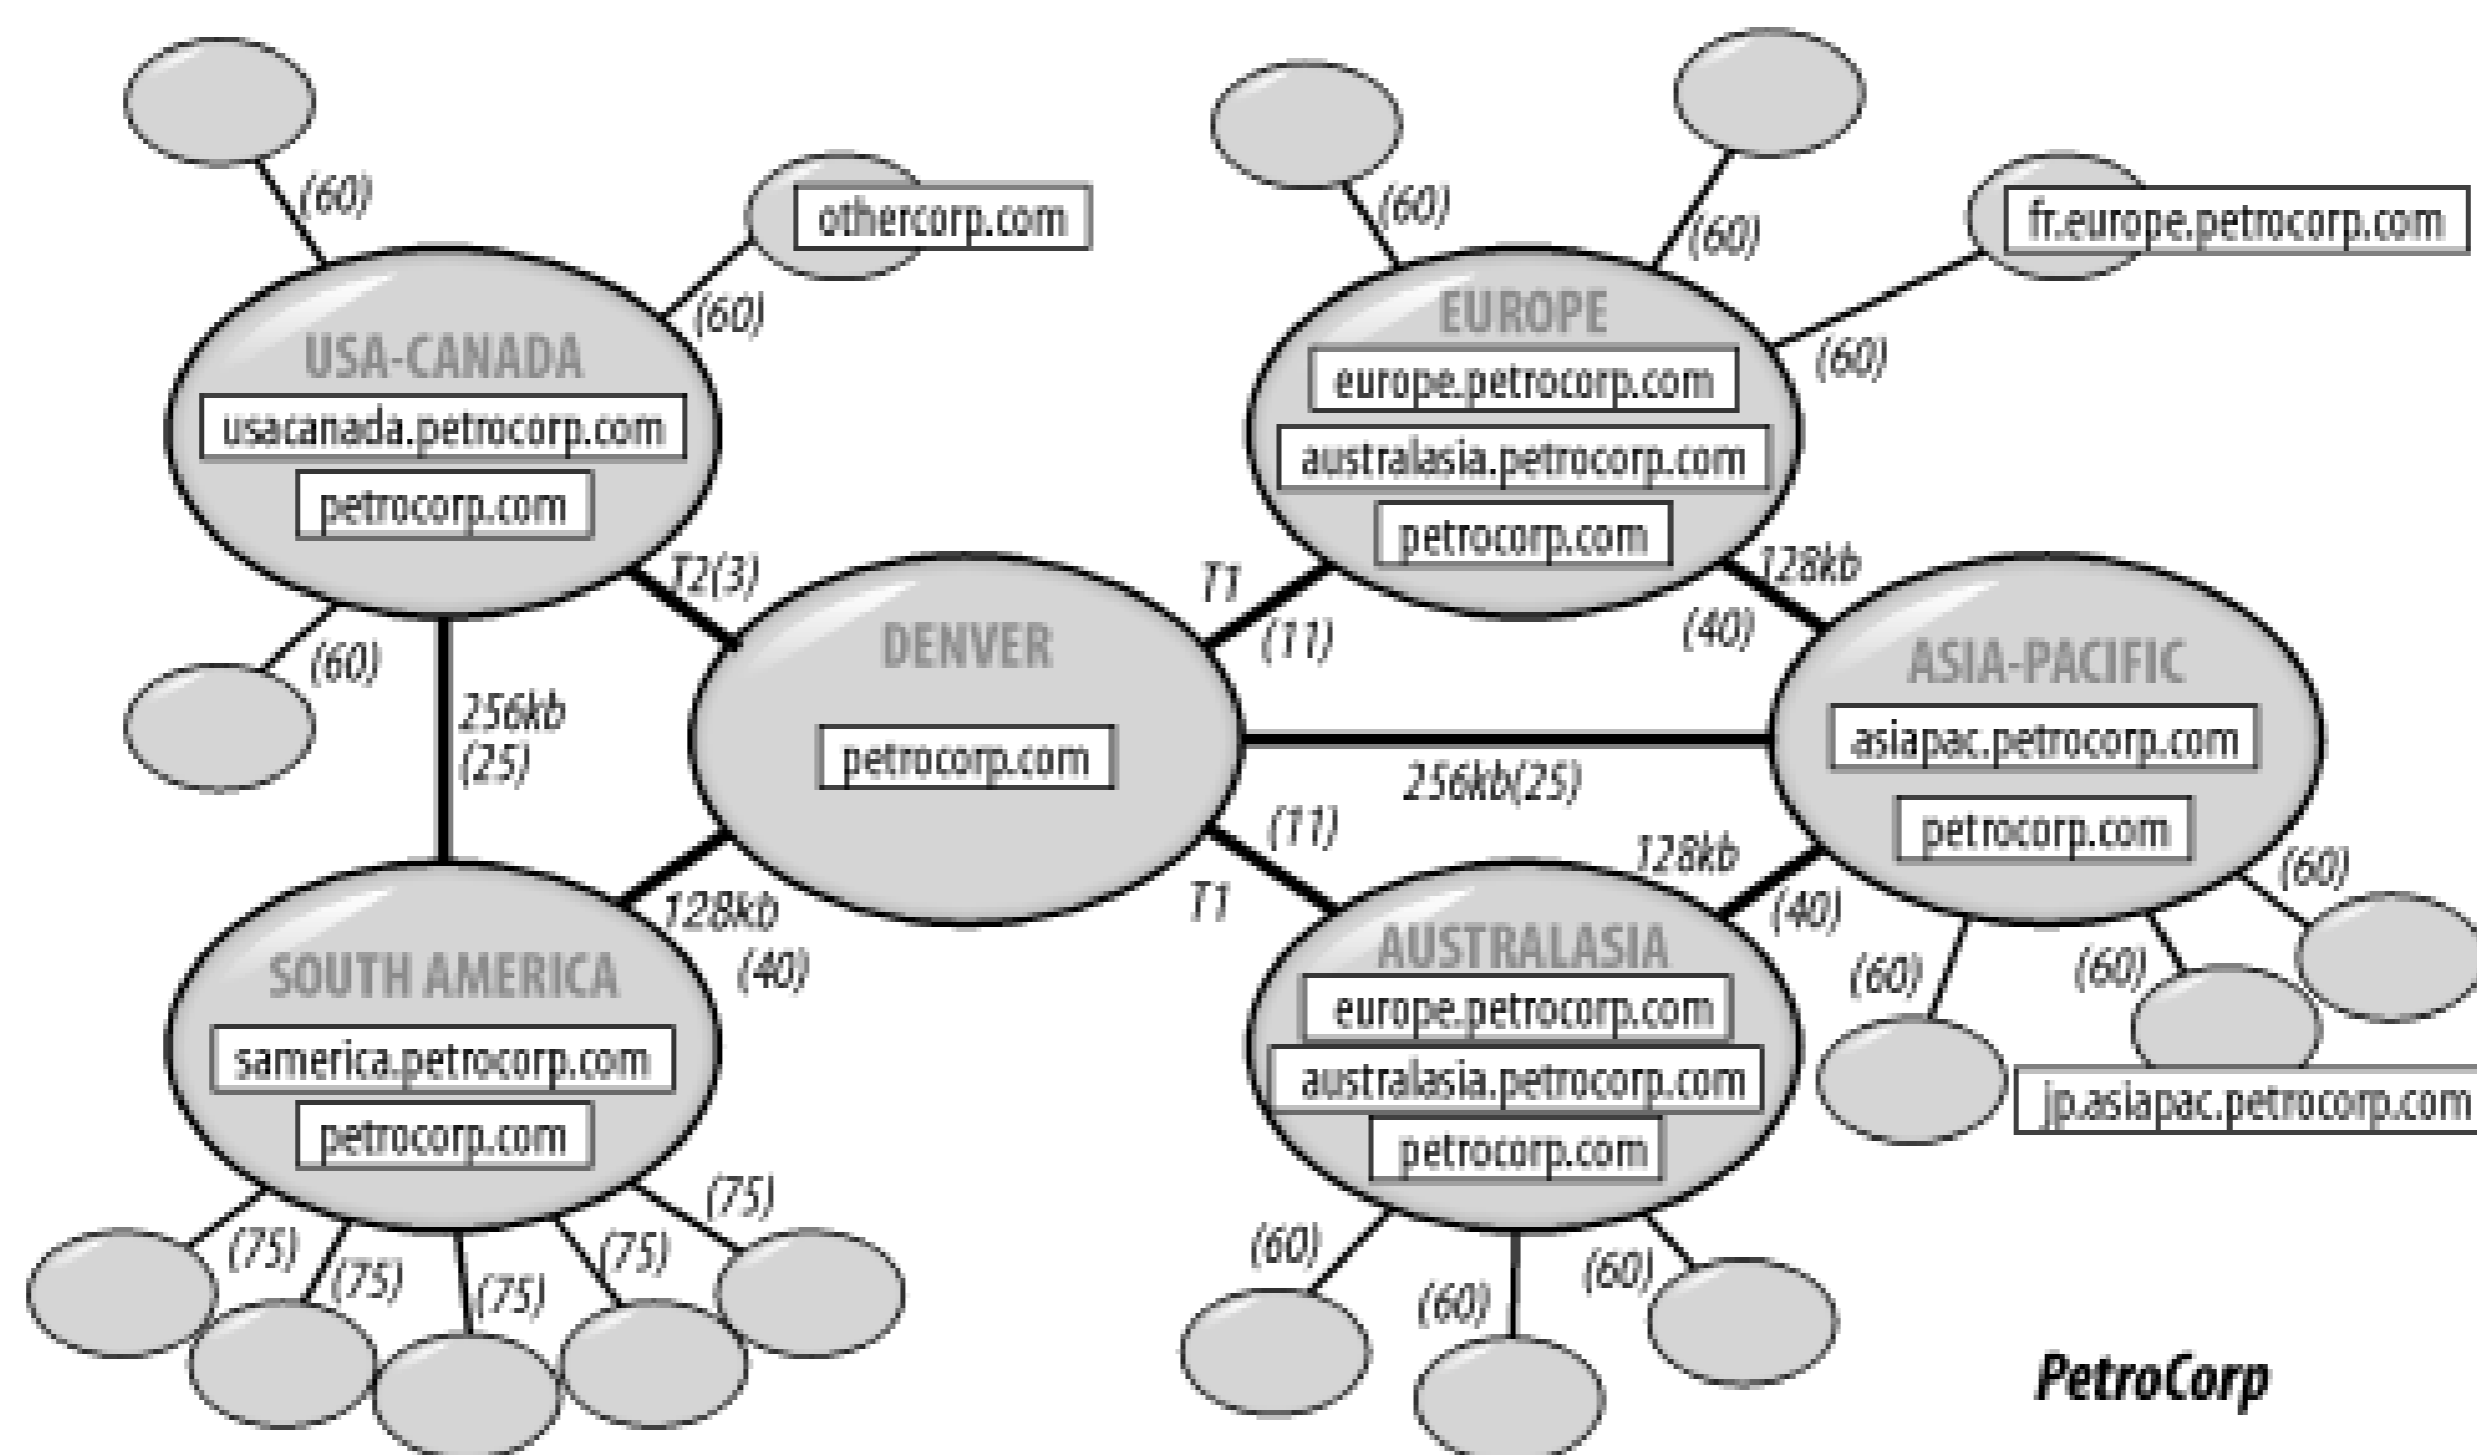 (60)
othercorp.com
(60)
USA-CANADA
usacanada.petrocorp.com
petrocorp.com
T2(3)
(60)
256kb
(25)
(60)
(60)
fr.europe.petrocorp.com
(60)
EUROPE
europe.petrocorp.com
australasia.petrocorp.com
petrocorp.com
T1
(11)
128kb
(40)
DENVER
petrocorp.com
256kb(25)
ASIA-PACIFIC
asiapac.petrocorp.com
petrocorp.com
(60)
(60)
(60)
jp.asiapac.petrocorp.com
128kb
(40)
(11)
T1
128kb
(40)
SOUTH AMERICA
samerica.petrocorp.com
petrocorp.com
(75)
(75)
(75)
(75)
(75)
AUSTRALASIA
europe.petrocorp.com
australasia.petrocorp.com
petrocorp.com
(60)
(60)
(60)
PetroCorp